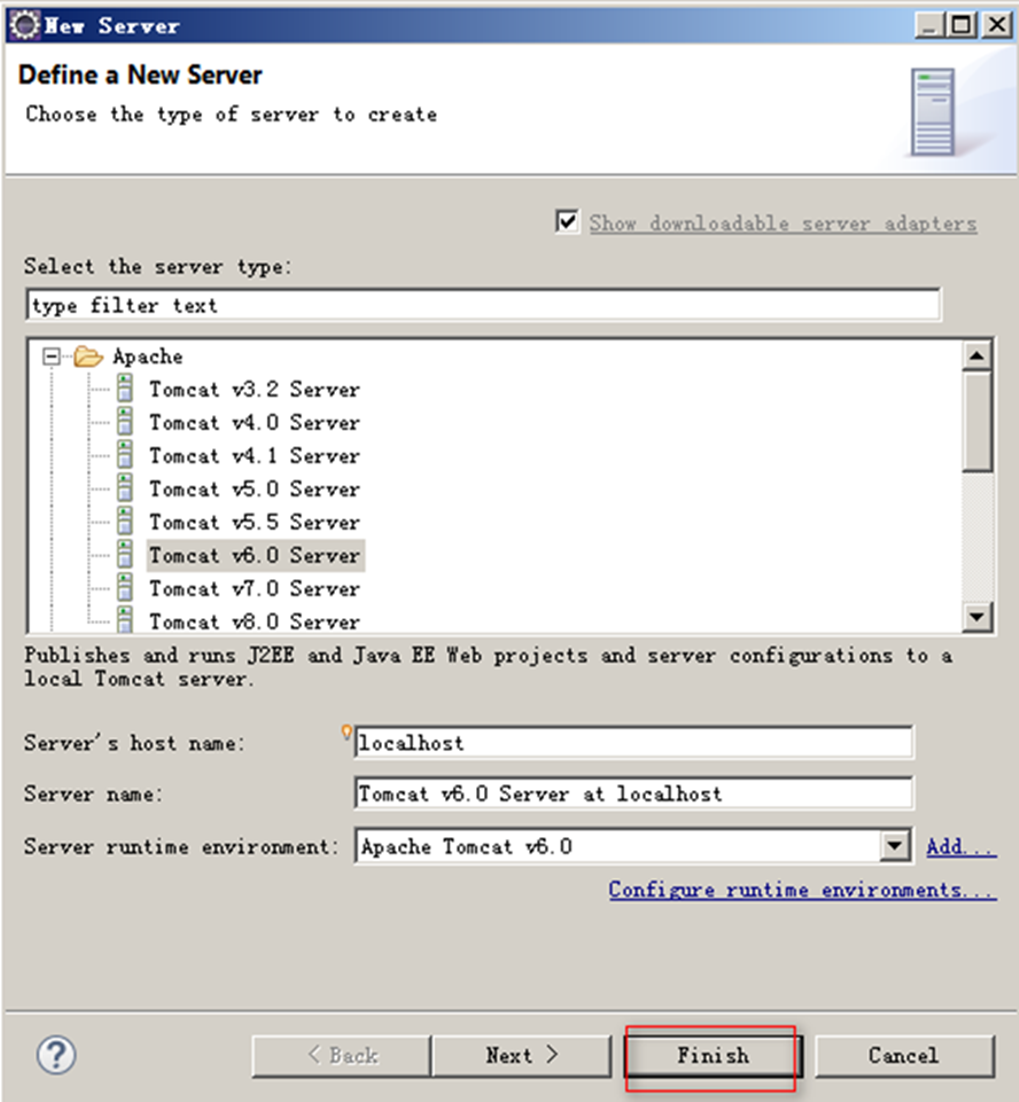 New Server
Define a New Server
Choose the type of server to create
Show downloadable server adapters
Select the server type:
type filter text
Apache
Tomcat v3.2 Server
Tomcat v4.0 Server
Tomcat v4.1 Server
Tomcat v5.0 Server
Tomcat v5.5 Server
Tomcat v6.0 Server
Tomcat v7.0 Server
Tomcat v8.0 Server
Publishes and runs J2EE and Java EE Web projects and server configurations to a
local Tomcat server.
Server's host name: localhost
Server name: Tomcat v6.0 Server at localhost
Server runtime environment: Apache Tomcat v6.0 Add...
Configure runtime environments...
? < Back Next > Finish Cancel